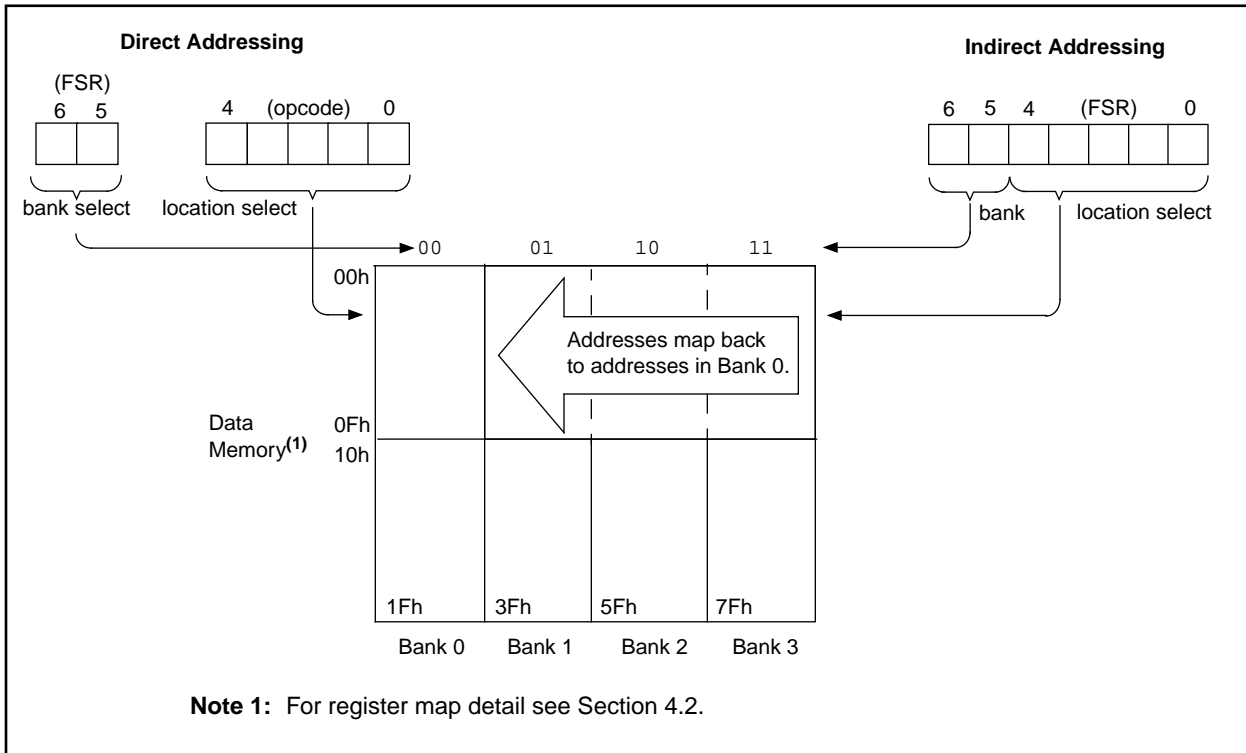 Direct Addressing
Indirect Addressing
(FSR)
6 5
4 (opcode) 0
6 5 4 (FSR) 0
bank select
location select
bank
location select
00 01 10 11
00h
Addresses map back
to addresses in Bank 0.
Data
Memory(1)
0Fh
10h
1Fh 3Fh 5Fh 7Fh
Bank 0 Bank 1 Bank 2 Bank 3
Note 1: For register map detail see Section 4.2.